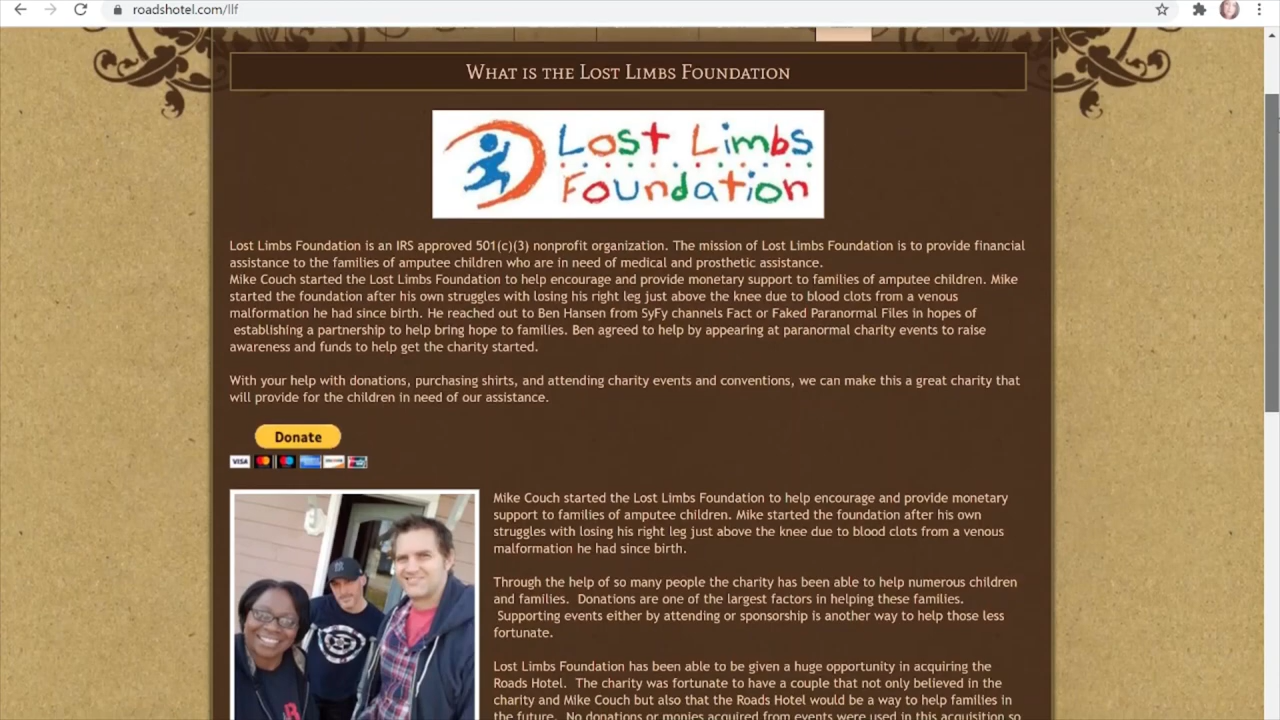 roadshotel.com/llf
What is the Lost Limbs Foundation
Lost Limbs
Foundation
Lost Limbs Foundation is an IRS approved 501(c)(3) nonprofit organization. The mission of Lost Limbs Foundation is to provide financial
assistance to the families of amputee children who are in need of medical and prosthetic assistance.
Mike Couch started the Lost Limbs Foundation to help encourage and provide monetary support to families of amputee children. Mike
started the foundation after his own struggles with losing his right leg just above the knee due to blood clots from a venous
malformation he had since birth. He reached out to Ben Hansen from SyFy channels Fact or Faked Paranormal Files in hopes of
establishing a partnership to help bring hope to families. Ben agreed to help by appearing at paranormal charity events to raise
awareness and funds to help get the charity started.
With your help with donations, purchasing shirts, and attending charity events and conventions, we can make this a great charity that
will provide for the children in need of our assistance.
Donate
VISA
Mike Couch started the Lost Limbs Foundation to help encourage and provide monetary
support to families of amputee children. Mike started the foundation after his own
struggles with losing his right leg just above the knee due to blood clots from a venous
malformation he had since birth.
Through the help of so many people the charity has been able to help numerous children
and families. Donations are one of the largest factors in helping these families.
Supporting events either by attending or sponsorship is another way to help those less
fortunate.
Lost Limbs Foundation has been able to be given a huge opportunity in acquiring the
Roads Hotel. The charity was fortunate to have a couple that not only believed in the
charity and Mike Couch but also that the Roads Hotel would be a way to help families in
the future. No donations or monies acquired from events were used in this acquisition so